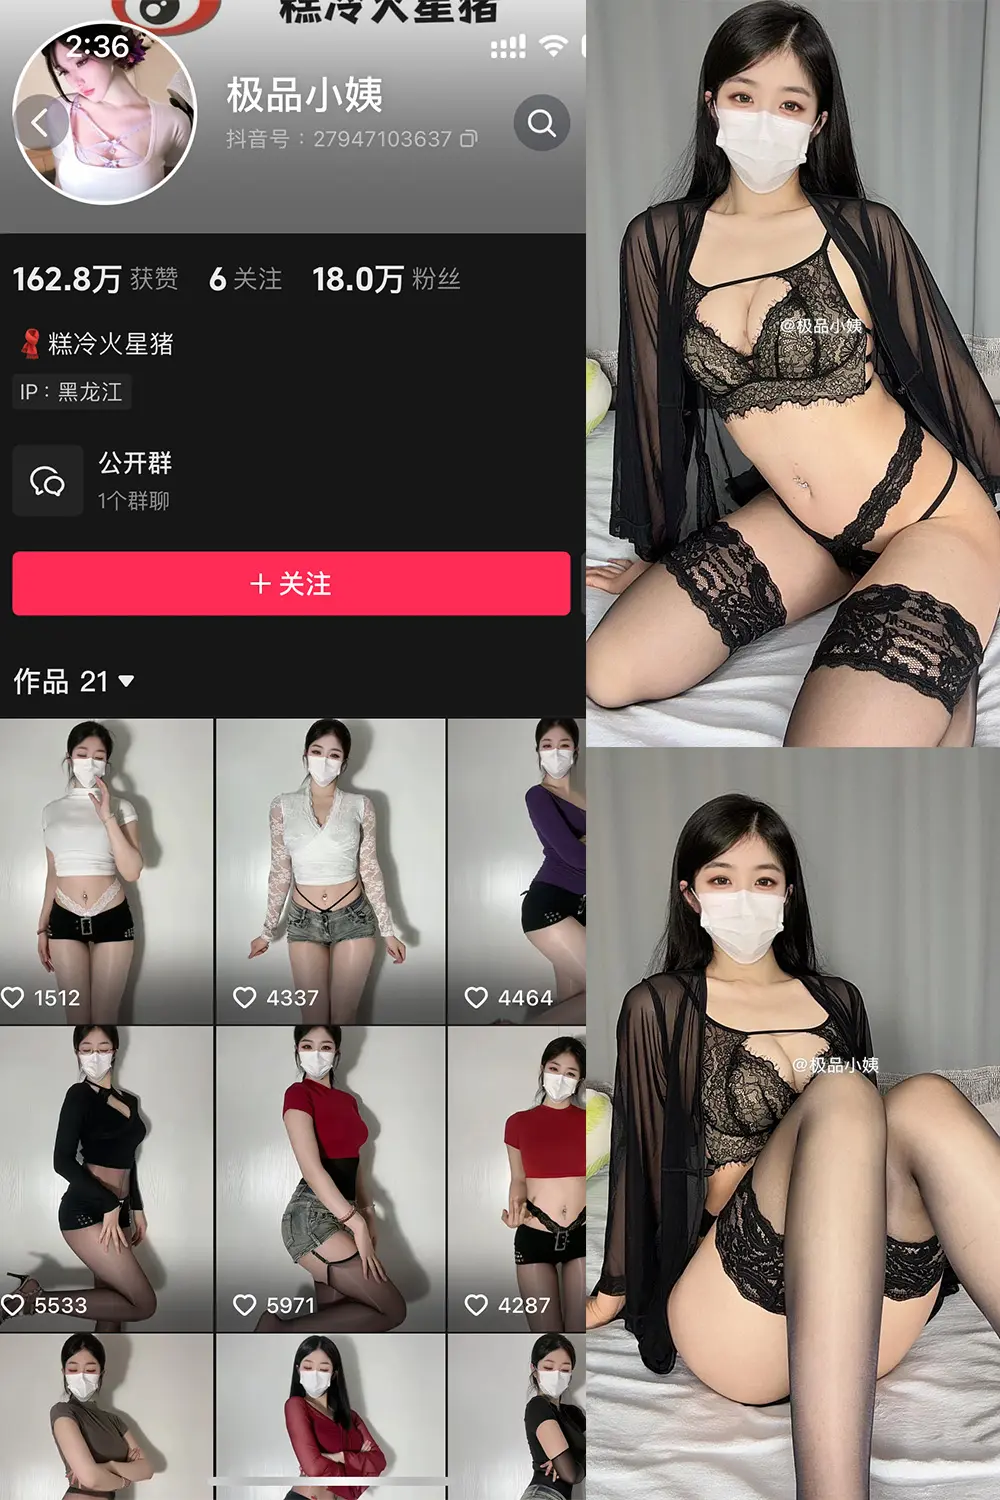 糕冷火星猪
2:36
极品小姨
抖音号：27947103637
162.8万 获赞 6 关注 18.0万 粉丝
糕冷火星猪
IP：黑龙江
公开群
1个群聊
＋关注
作品 21
1512
4337
4464
5533
5971
4287
@极品小姨
@极品小姨